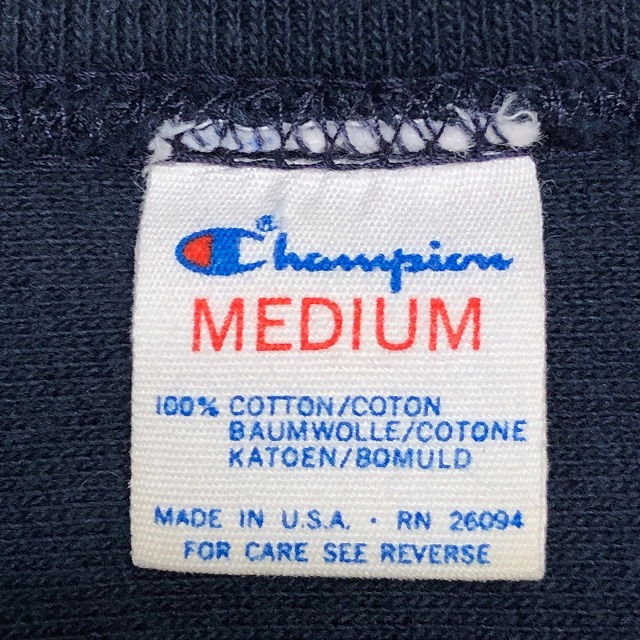 Champion®
MEDIUM
100% COTTON/COTON
BAUMWOLLE/COTONE
KATOEN/BOMULD
MADE IN U.S.A. · RN 26094
FOR CARE SEE REVERSE